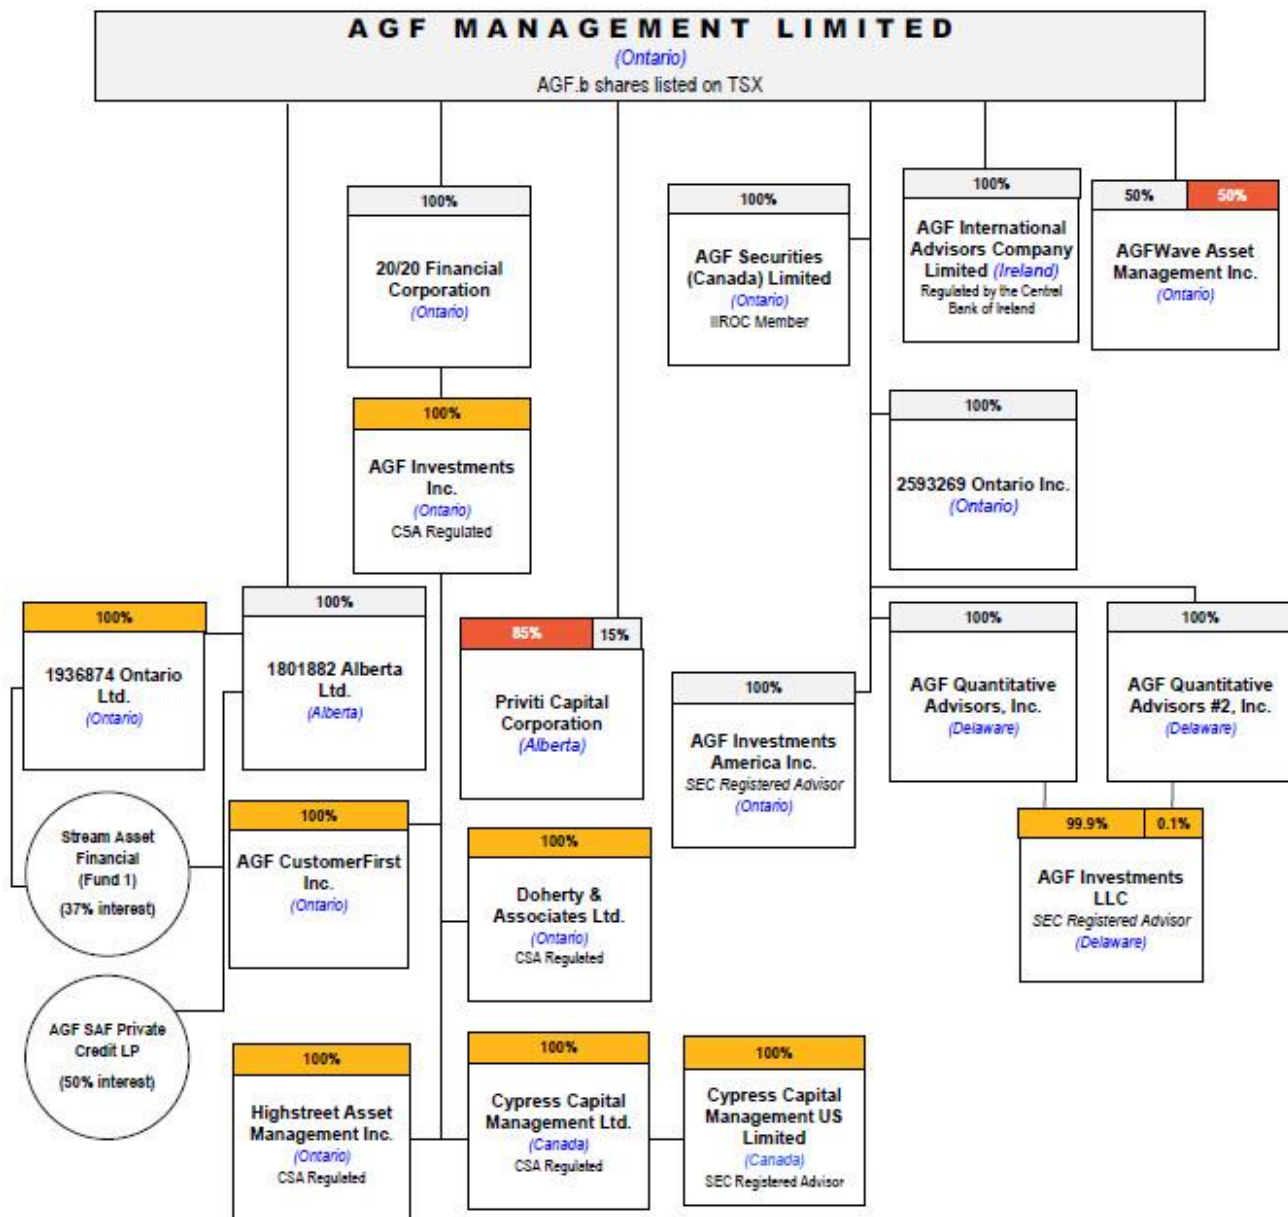 AGF MANAGEMENT LIMITED
(Ontario)
AGF.b shares listed on TSX
100%
20/20 Financial
Corporation
(Ontario)
100%
AGF Securities
(Canada) Limited
(Ontario)
IIROC Member
100%
AGF International
Advisors Company
Limited (Ireland)
Regulated by the Central
Bank of Ireland
50% 50%
AGFWave Asset
Management Inc.
(Ontario)
100%
AGF Investments
Inc.
(Ontario)
CSA Regulated
100%
2593269 Ontario Inc.
(Ontario)
100%
1936874 Ontario
Ltd.
(Ontario)
100%
1801882 Alberta
Ltd.
(Alberta)
85% 15%
Priviti Capital
Corporation
(Alberta)
100%
AGF Investments
America Inc.
SEC Registered Advisor
(Ontario)
100%
AGF Quantitative
Advisors, Inc.
(Delaware)
100%
AGF Quantitative
Advisors #2, Inc.
(Delaware)
Stream Asset
Financial
(Fund 1)
(37% interest)
100%
AGF CustomerFirst
Inc.
(Ontario)
100%
Doherty &
Associates Ltd.
(Ontario)
CSA Regulated
99.9% 0.1%
AGF Investments
LLC
SEC Registered Advisor
(Delaware)
AGF SAF Private
Credit LP
(50% interest)
100%
Highstreet Asset
Management Inc.
(Ontario)
CSA Regulated
100%
Cypress Capital
Management Ltd.
(Canada)
CSA Regulated
100%
Cypress Capital
Management US
Limited
(Canada)
SEC Registered Advisor